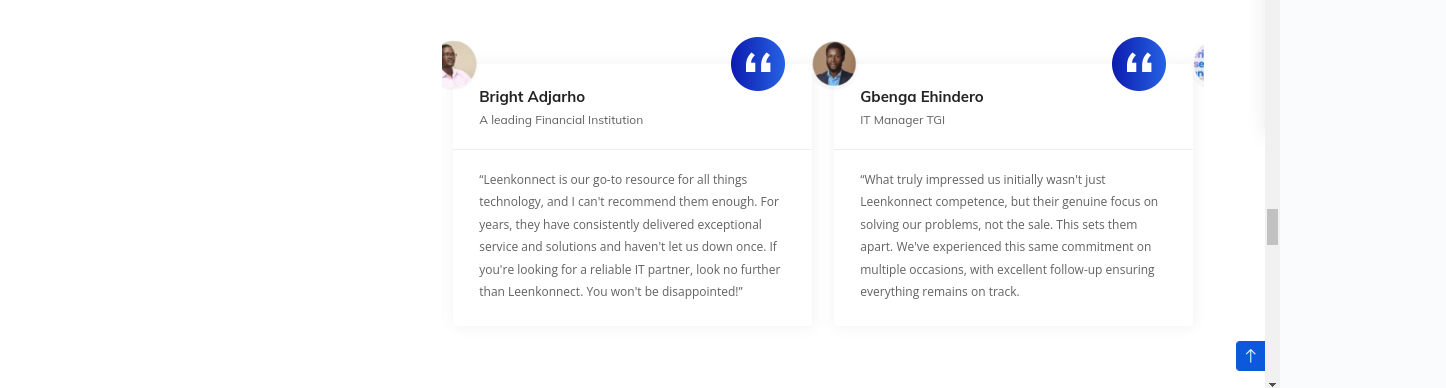 Bright Adjarho
A leading Financial Institution
“Leenkonnect is our go-to resource for all things
technology, and I can't recommend them enough. For
years, they have consistently delivered exceptional
service and solutions and haven't let us down once. If
you're looking for a reliable IT partner, look no further
than Leenkonnect. You won't be disappointed!”
Gbenga Ehindero
IT Manager TGI
“What truly impressed us initially wasn't just
Leenkonnect competence, but their genuine focus on
solving our problems, not the sale. This sets them
apart. We've experienced this same commitment on
multiple occasions, with excellent follow-up ensuring
everything remains on track.